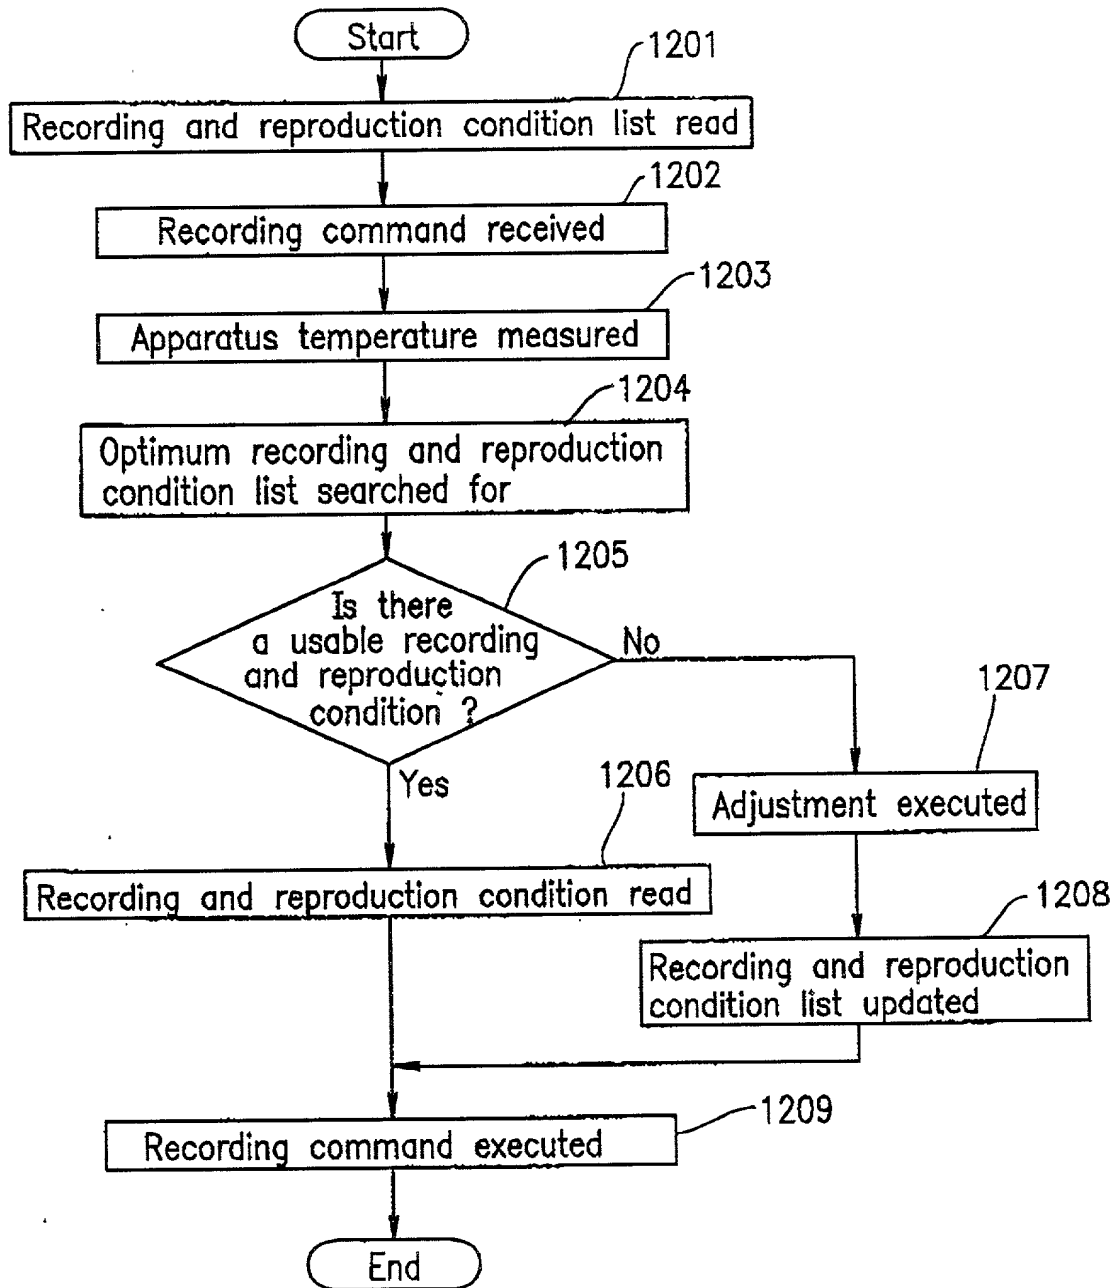 Start
1201
Recording and reproduction condition list read
1202
Recording command received
1203
Apparatus temperature measured
1204
Optimum recording and reproduction
condition list searched for
1205
Is there
a usable recording
and reproduction
condition ?
No
Yes
1207
Adjustment executed
1206
Recording and reproduction condition read
1208
Recording and reproduction
condition list updated
1209
Recording command executed
End